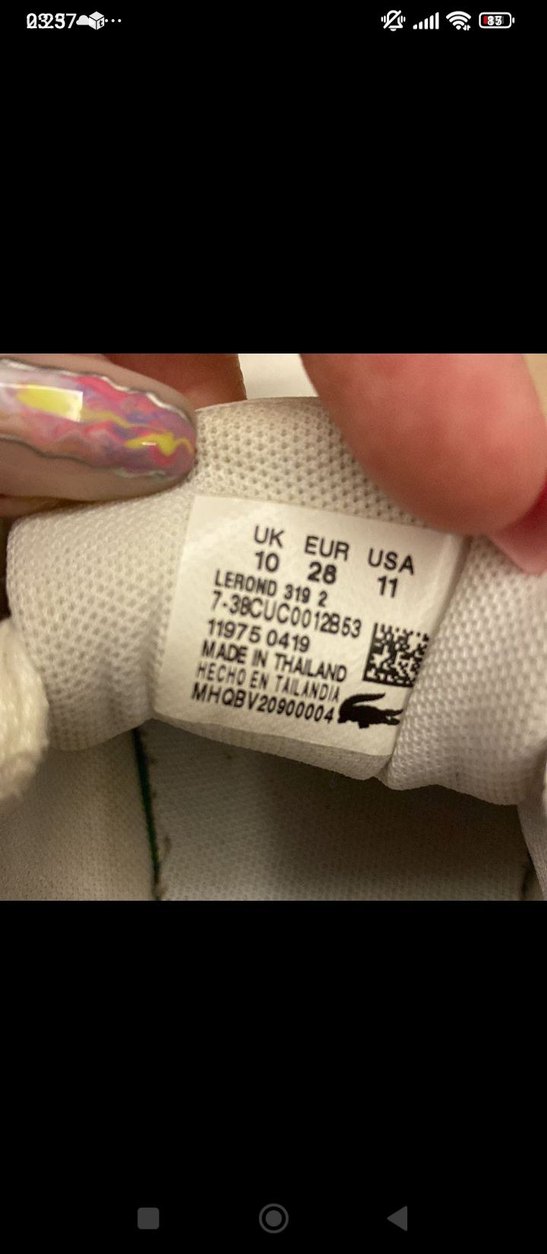 83
UK EUR USA
10 28 11
LEROND 319 2
7-38CUC0012B53
11975 0419
MADE IN THAILAND
HECHO EN TAILANDIA
MHQBV20900004